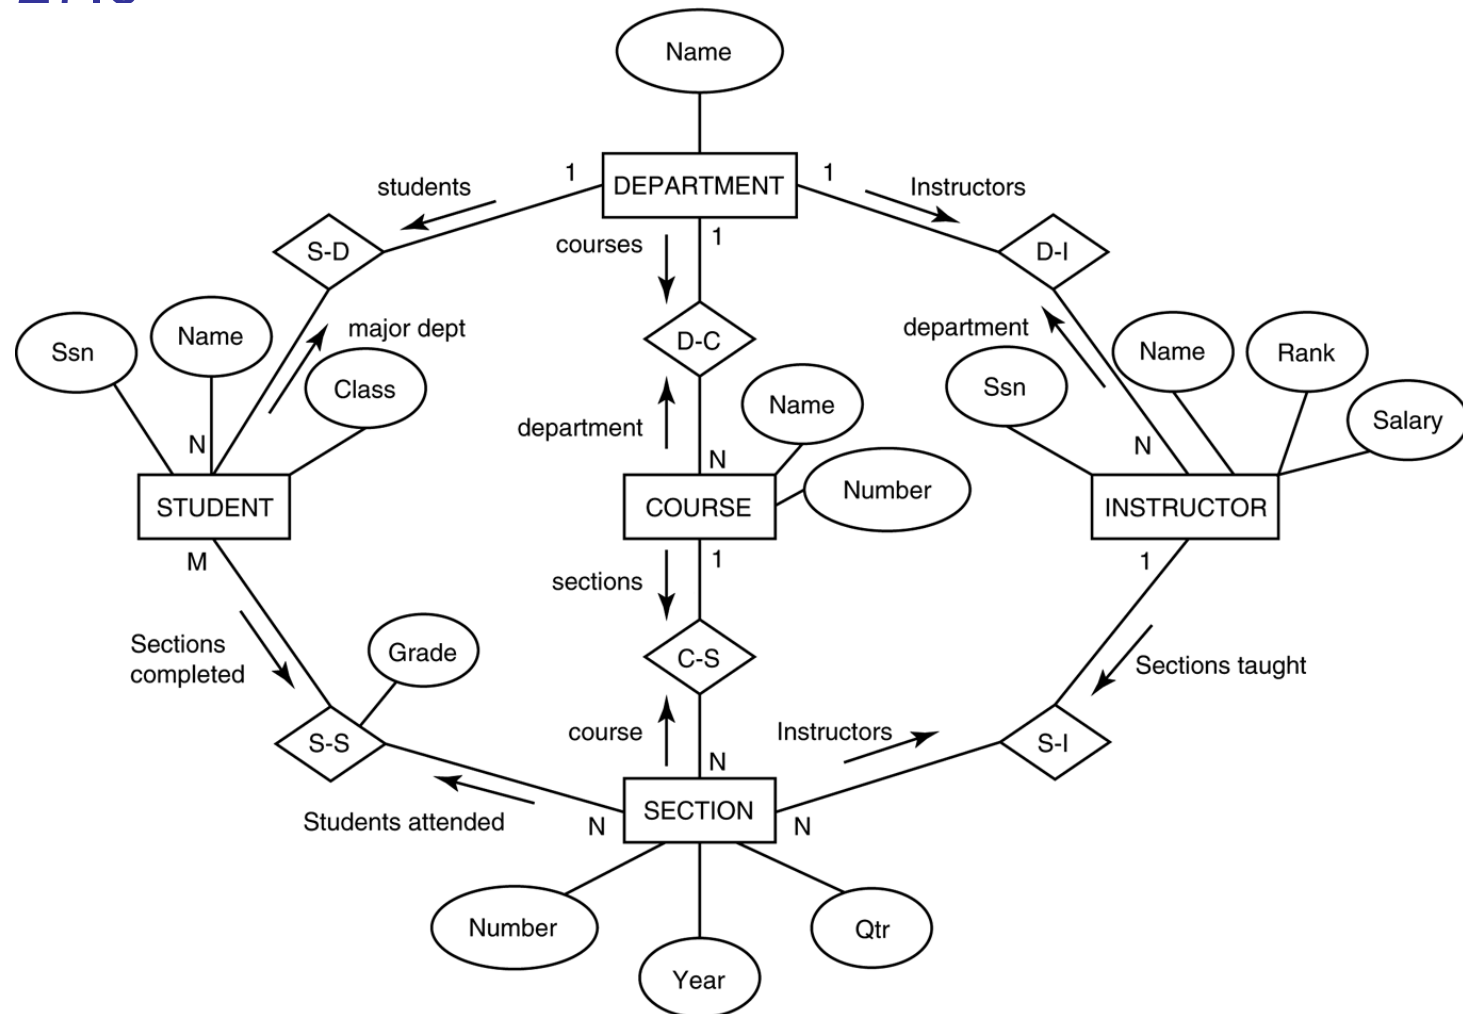 Name
DEPARTMENT
1
1
students
Instructors
S-D
courses
1
D-I
Ssn
Name
major dept
D-C
department
Name
Rank
Class
Ssn
Salary
Name
department
N
N
N
Number
STUDENT
COURSE
INSTRUCTOR
M
1
1
sections
Sections
completed
Grade
C-S
Sections taught
S-S
course
Instructors
S-I
N
SECTION
Students attended
N
N
Number
Qtr
Year